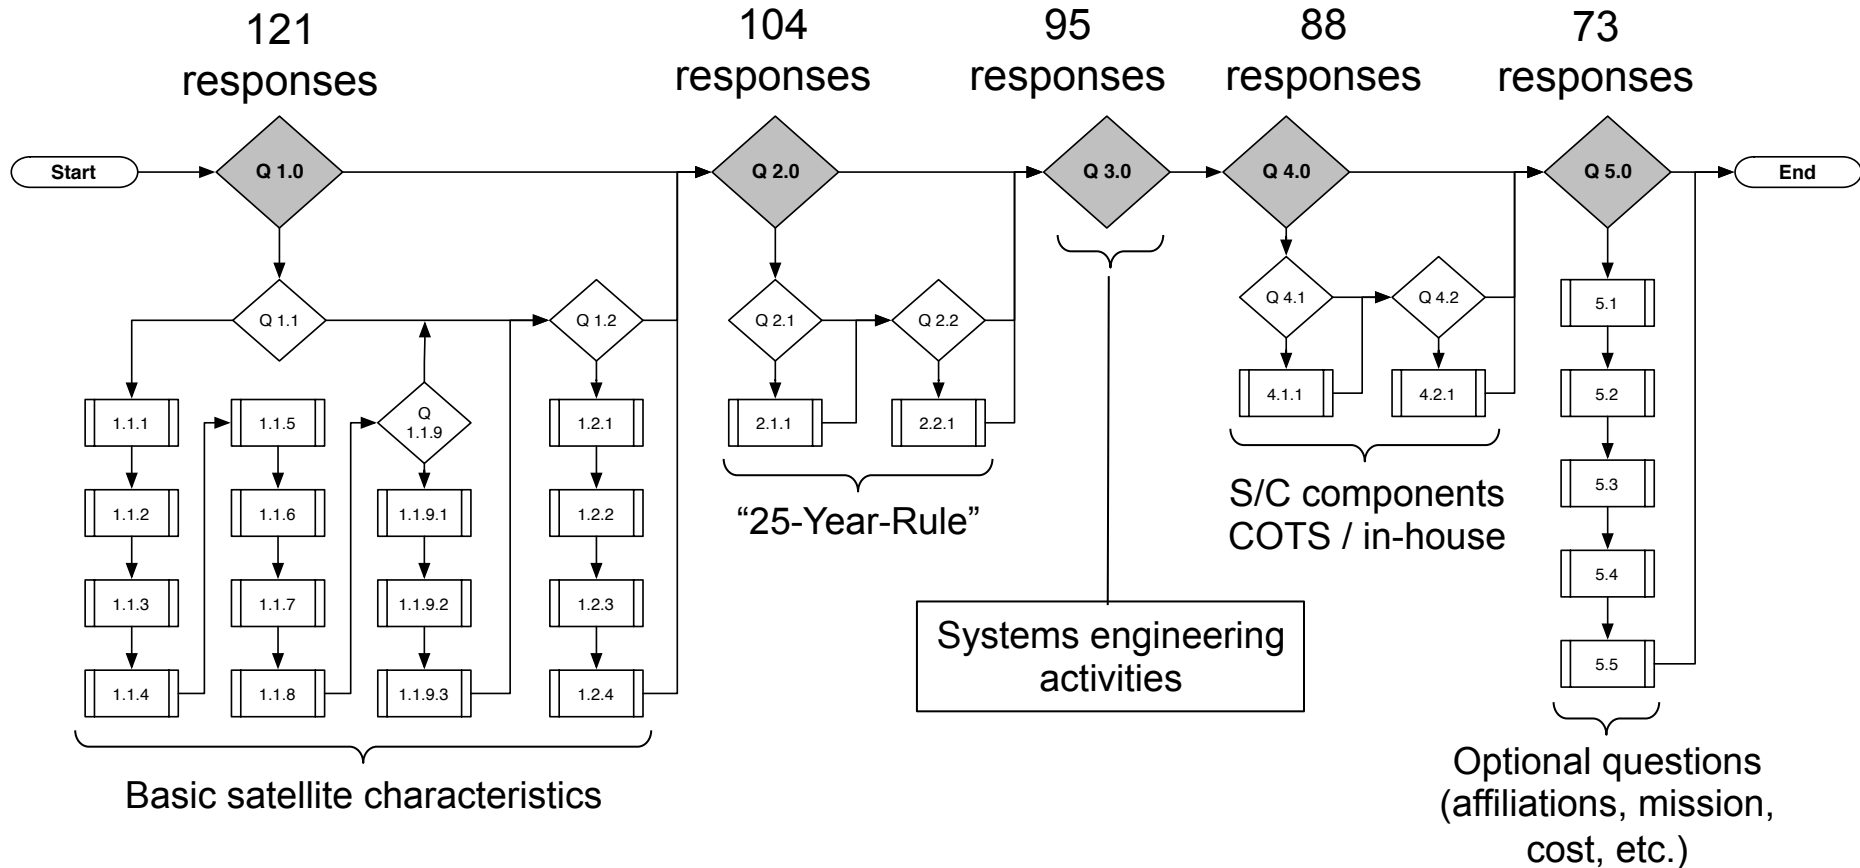 121
responses
104
responses
95
responses
88
responses
73
responses
Start
Q 1.0
Q 2.0
Q 3.0
Q 4.0
Q 5.0
End
Q 1.1
Q 1.2
Q 2.1
Q 2.2
Q 4.1
Q 4.2
5.1
1.1.1
1.1.5
Q
1.1.9
1.2.1
2.1.1
2.2.1
4.1.1
4.2.1
5.2
1.1.2
1.1.6
1.1.9.1
1.2.2
5.3
1.1.3
1.1.7
1.1.9.2
1.2.3
5.4
1.1.4
1.1.8
1.1.9.3
1.2.4
5.5
Basic satellite characteristics
“25-Year-Rule”
Systems engineering
activities
S/C components
COTS / in-house
Optional questions
(affiliations, mission,
cost, etc.)